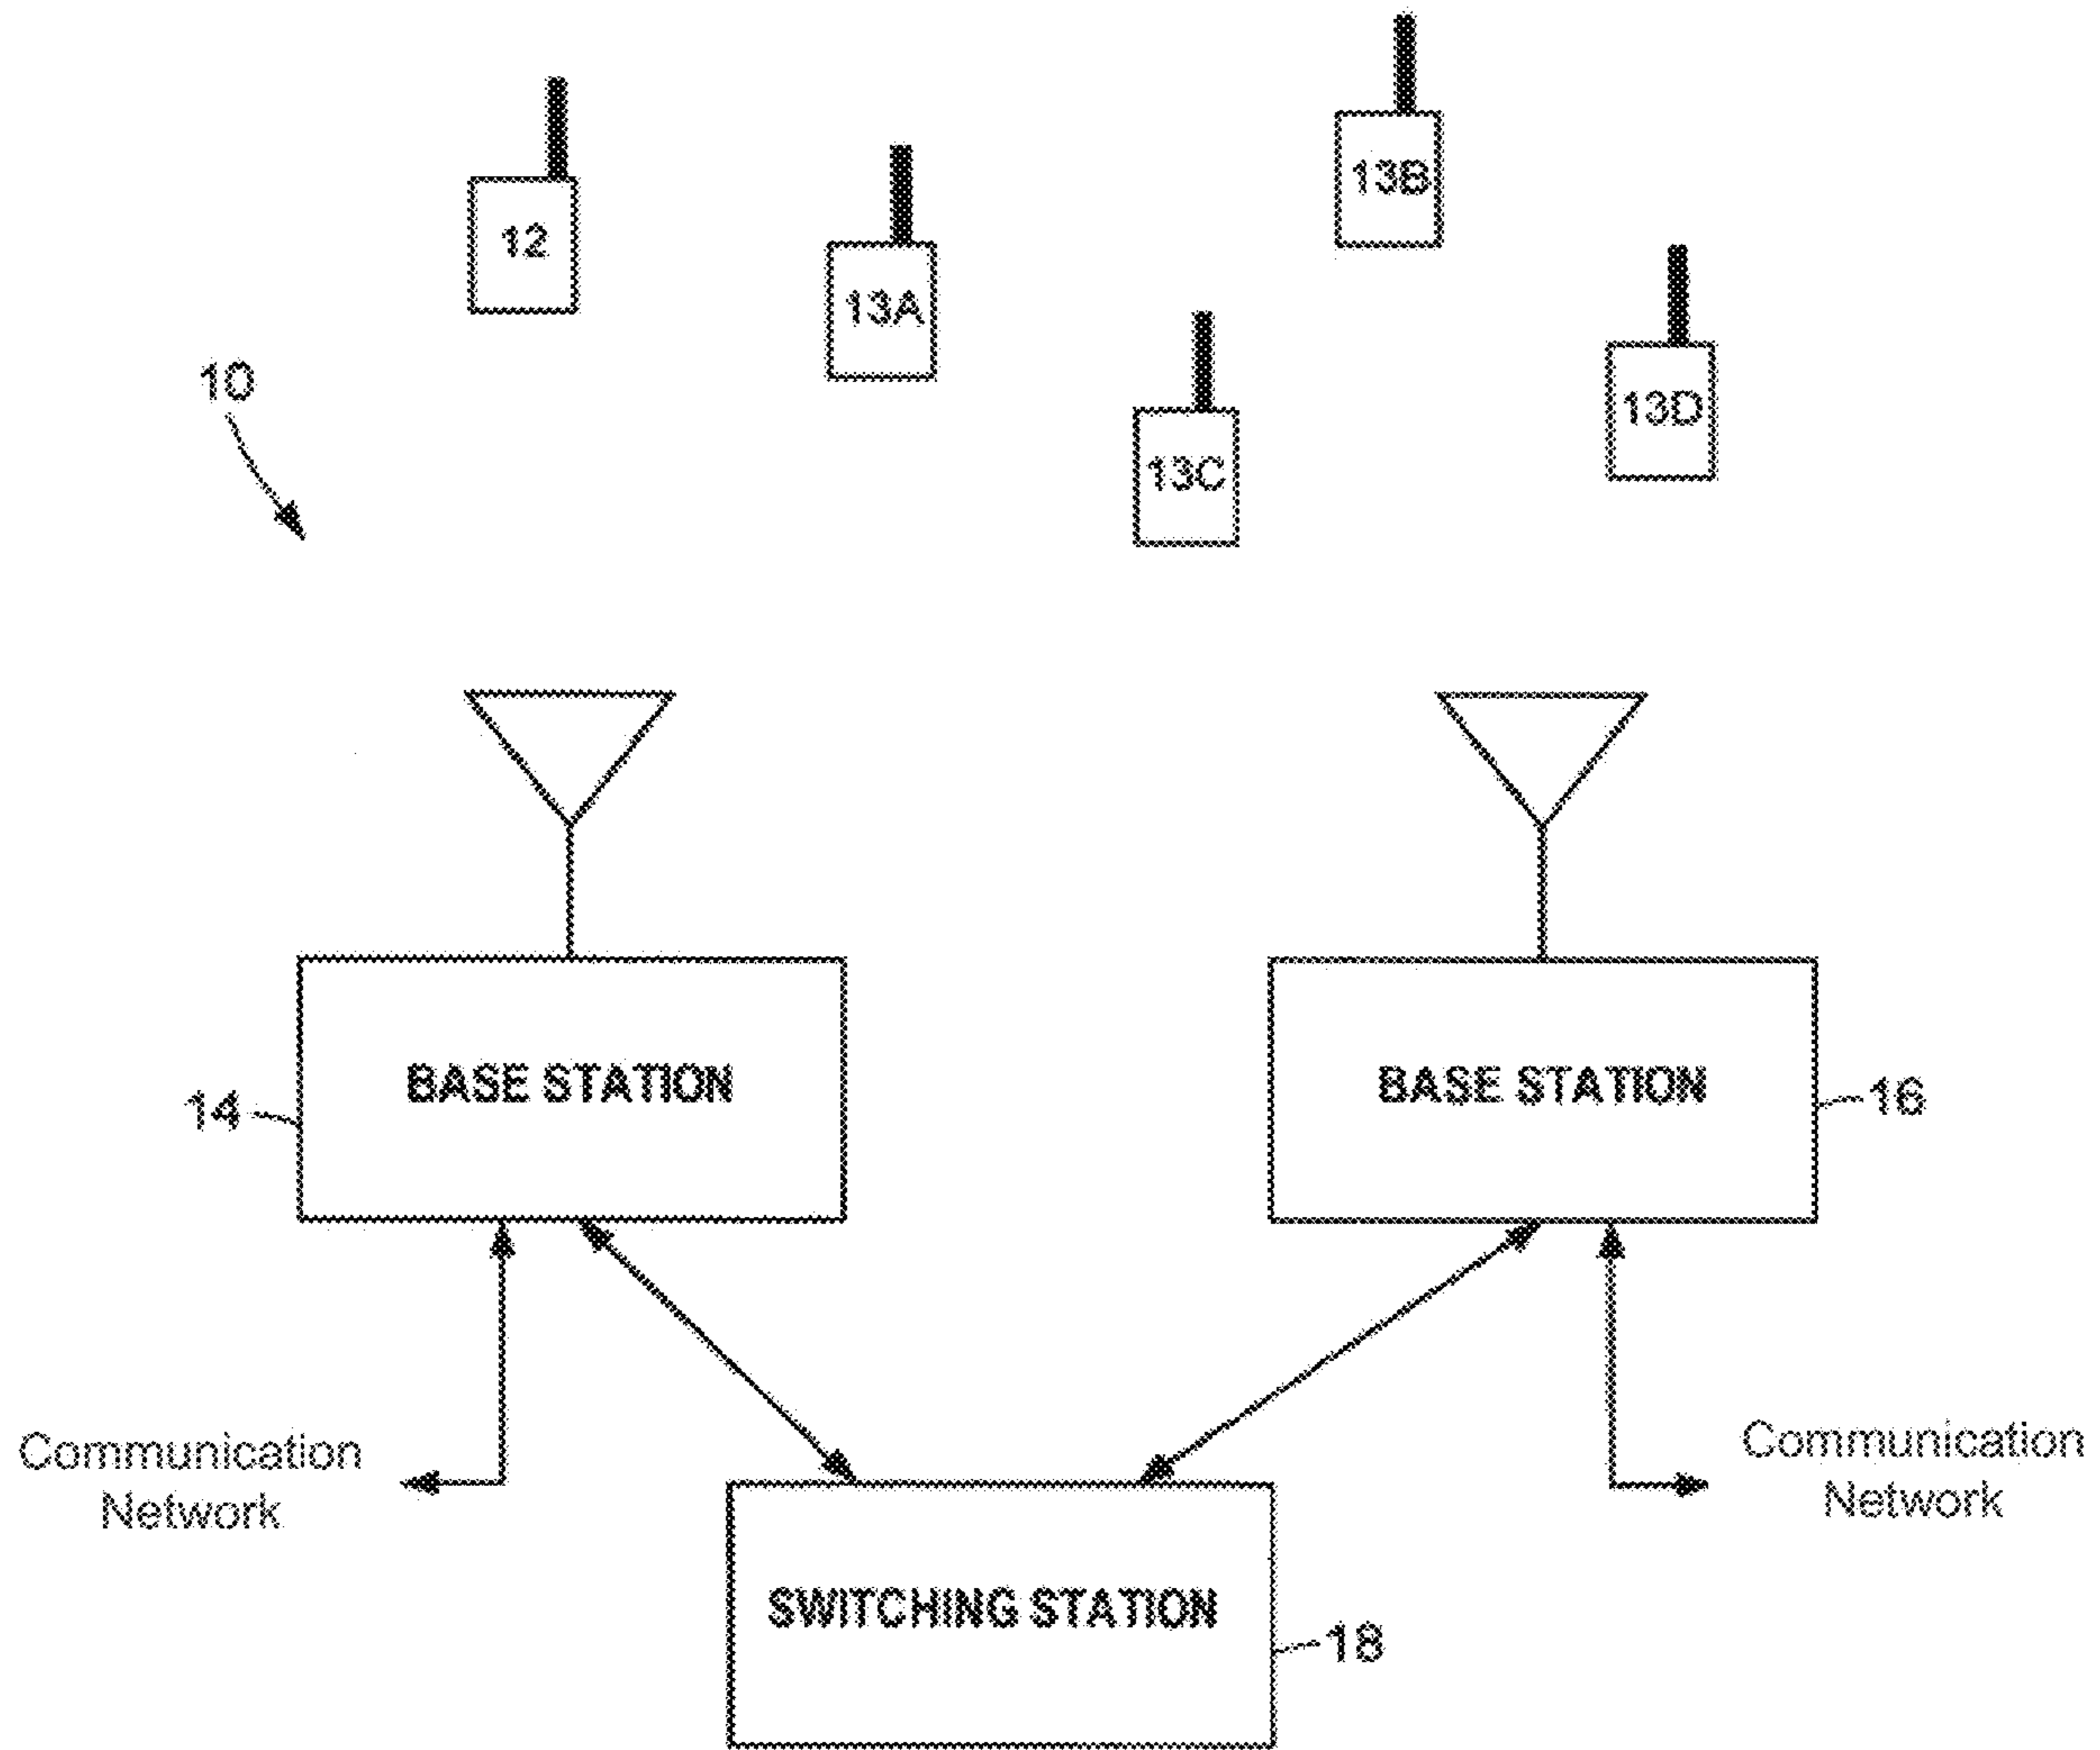 13B
12
13A
10
13D
13C
BASE STATION
BASE STATION
14
16
Communication
Network
Communication
Network
SWITCHING STATION
18